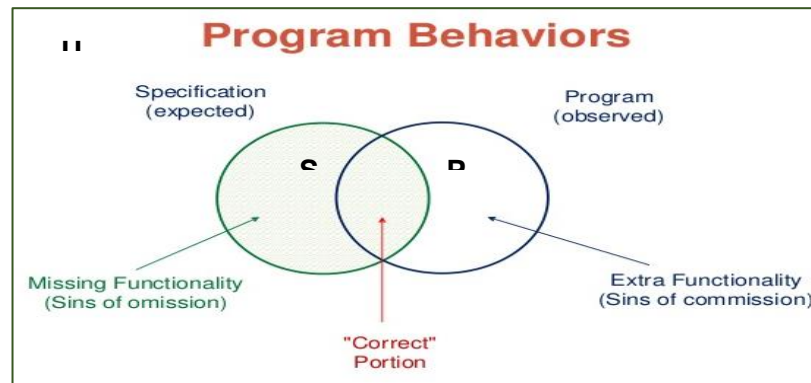 Program Behaviors
Specification
(expected)
Program
(observed)
S
P
Missing Functionality
(Sins of omission)
Extra Functionality
(Sins of commission)
"Correct"
Portion